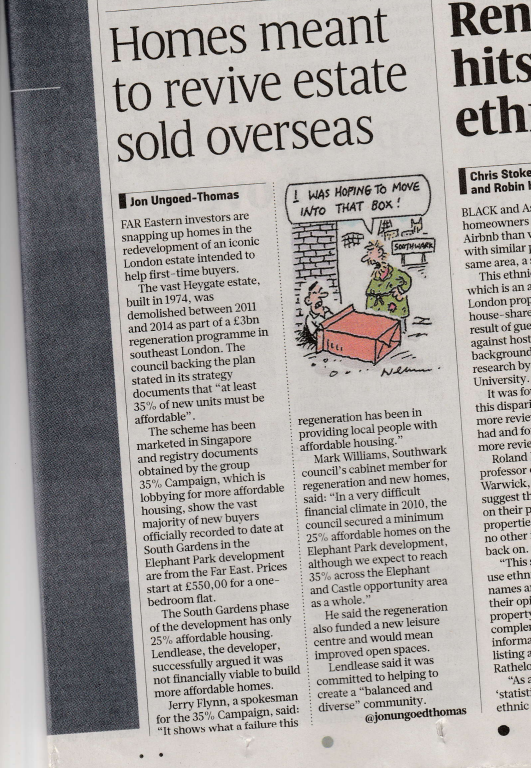 Homes meant
to revive estate
sold overseas
Jon Ungoed-Thomas
FAR Eastern investors are
snapping up homes in the
redevelopment of an iconic
London estate intended to
help first-time buyers.
The vast Heygate estate,
built in 1974, was
demolished between 2011
and 2014 as part of a £3bn
regeneration programme in
southeast London. The
council backing the plan
stated in its strategy
documents that “at least
35% of new units must be
affordable”.
The scheme has been
marketed in Singapore
and registry documents
obtained by the group
35% Campaign, which is
lobbying for more affordable
housing, show the vast
majority of new buyers
officially recorded to date at
South Gardens in the
Elephant Park development
are from the Far East. Prices
start at £550,00 for a one-
bedroom flat.
The South Gardens phase
of the development has only
25% affordable housing.
Lendlease, the developer,
successfully argued it was
not financially viable to build
more affordable homes.
Jerry Flynn, a spokesman
for the 35% Campaign, said:
“It shows what a failure this
I WAS HOPING TO MOVE
INTO THAT BOX!
SOUTHWARK
regeneration has been in
providing local people with
affordable housing.”
Mark Williams, Southwark
council’s cabinet member for
regeneration and new homes,
said: “In a very difficult
financial climate in 2010, the
council secured a minimum
25% affordable homes on the
Elephant Park development,
although we expect to reach
35% across the Elephant
and Castle opportunity area
as a whole.”
He said the regeneration
also funded a new leisure
centre and would mean
improved open spaces.
Lendlease said it was
committed to helping to
create a “balanced and
diverse” community.
@jonungoedthomas
Ren
hits
eth
Chris Stoke
and Robin
BLACK and A
homeowners
Airbnb than
with similar
same area, a
This ethni
which is an a
London prop
house-share
result of gue
against host
background
research by
University.
It was fo
this dispari
more revie
had and fo
more revie
Roland
professor
Warwick,
suggest th
on their p
propertie
no other
back on.
“This
use ethn
names a
their opi
property
complem
informa
listing a
Rathelo
“As a
‘statist
ethnic